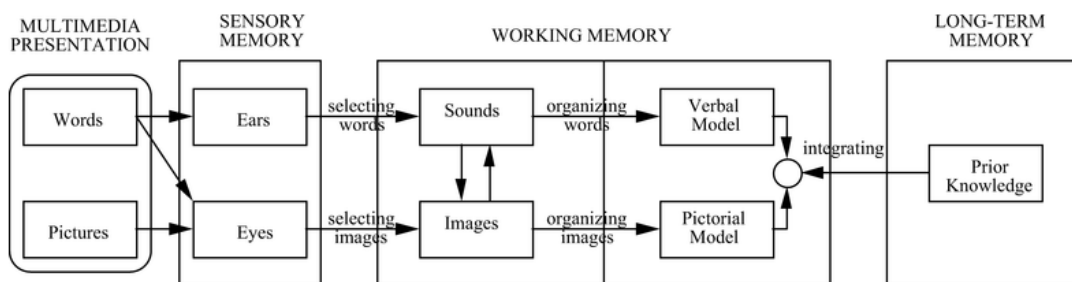 MULTIMEDIA
PRESENTATION
SENSORY
MEMORY
WORKING MEMORY
LONG-TERM
MEMORY
Words
Ears
selecting
words
Sounds
organizing
words
Verbal
Model
integrating
Prior
Knowledge
Pictures
Eyes
selecting
images
Images
organizing
images
Pictorial
Model